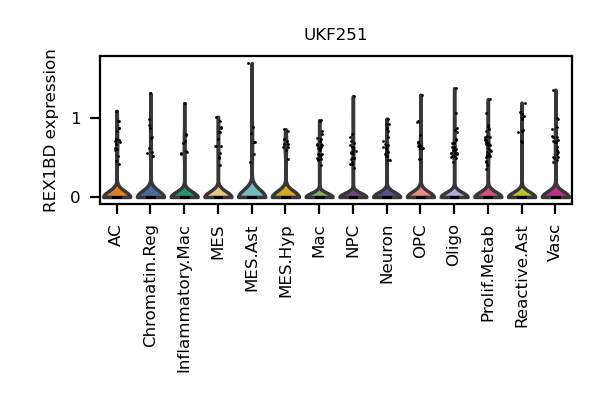 UKF251
REX1BD expression
1
0
AC
Chromatin.Reg
Inflammatory.Mac
MES
MES.Ast
MES.Hyp
Mac
NPC
Neuron
OPC
Oligo
Prolif.Metab
Reactive.Ast
Vasc